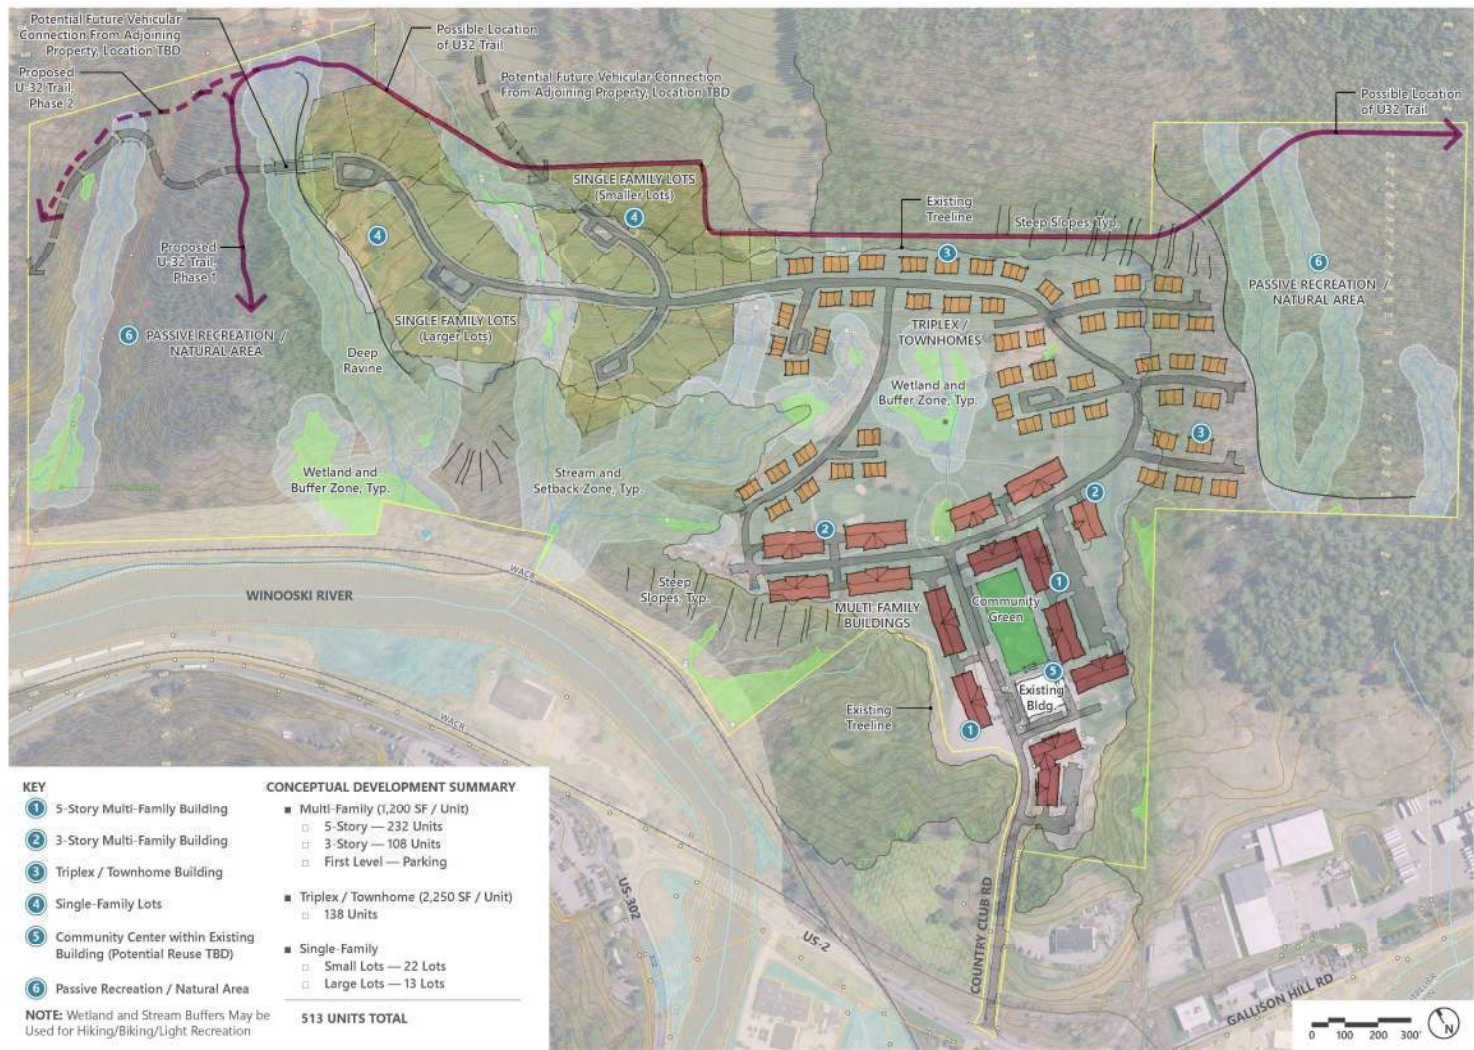 Potential Future Vehicular
Connection From Adjoining
Property, Location TBD
Proposed
U-32 Trail,
Phase 2
Possible Location
of U32 Trail
Potential Future Vehicular Connection
From Adjoining Property, Location TBD
Possible Location
of U32 Trail
SINGLE FAMILY LOTS
(Smaller Lots)
4
4
Existing
Treeline
Steep Slopes, Typ.
3
Proposed
U-32 Trail,
Phase 1
6
PASSIVE RECREATION /
NATURAL AREA
6
PASSIVE RECREATION /
NATURAL AREA
SINGLE FAMILY LOTS
(Larger Lots)
Deep
Ravine
TRIPLEX /
TOWNHOMES
Wetland and
Buffer Zone, Typ.
3
Wetland and
Buffer Zone, Typ.
Stream and
Setback Zone, Typ.
2
2
WACR
WINOOSKI RIVER
Steep
Slopes, Typ.
MULTI-FAMILY
BUILDINGS
Community
Green
1
5
Existing
Bldg.
Existing
Treeline
1
WACR
US-302
US-2
COUNTRY CLUB RD
GALLISON HILL RD
KEY
1 5-Story Multi-Family Building
2 3-Story Multi-Family Building
3 Triplex / Townhome Building
4 Single-Family Lots
5 Community Center within Existing
Building (Potential Reuse TBD)
6 Passive Recreation / Natural Area
NOTE: Wetland and Stream Buffers May be
Used for Hiking/Biking/Light Recreation
CONCEPTUAL DEVELOPMENT SUMMARY
■ Multi-Family (1,200 SF / Unit)
□ 5-Story — 232 Units
□ 3-Story — 108 Units
□ First Level — Parking
■ Triplex / Townhome (2,250 SF / Unit)
□ 138 Units
■ Single-Family
□ Small Lots — 22 Lots
□ Large Lots — 13 Lots
513 UNITS TOTAL
0 100 200 300'
N